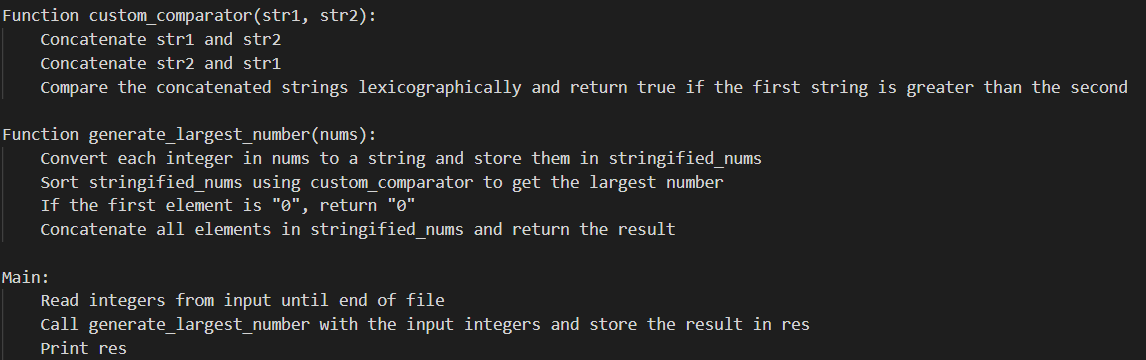 Function custom_comparator(str1, str2):
    Concatenate str1 and str2
    Concatenate str2 and str1
    Compare the concatenated strings lexicographically and return true if the first string is greater than the second
Function generate_largest_number(nums):
    Convert each integer in nums to a string and store them in stringified_nums
    Sort stringified_nums using custom_comparator to get the largest number
    If the first element is "0", return "0"
    Concatenate all elements in stringified_nums and return the result
Main:
    Read integers from input until end of file
    Call generate_largest_number with the input integers and store the result in res
    Print res